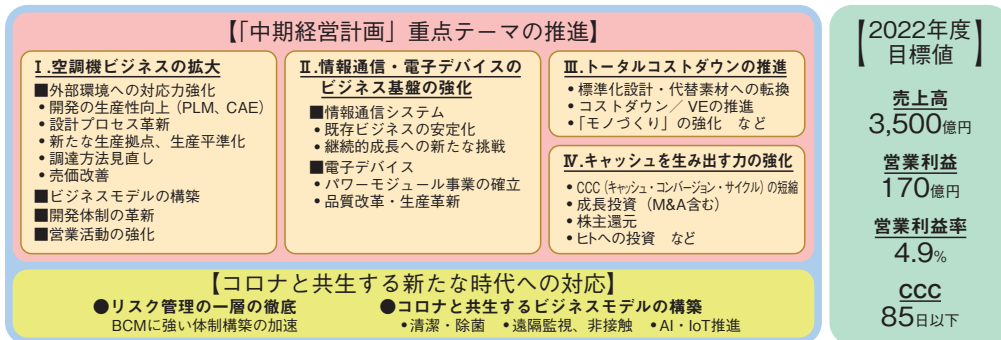 【「中期経営計画」重点テーマの推進】
Ⅰ.空調機ビジネスの拡大
■外部環境への対応力強化
•開発の生産性向上（PLM、CAE）
•設計プロセス革新
•新たな生産拠点、生産平準化
•調達方法見直し
•売価改善
■ビジネスモデルの構築
■開発体制の革新
■営業活動の強化
Ⅱ.情報通信・電子デバイスの
ビジネス基盤の強化
■情報通信システム
•既存ビジネスの安定化
•継続的成長への新たな挑戦
■電子デバイス
•パワーモジュール事業の確立
•品質改革・生産革新
Ⅲ.トータルコストダウンの推進
•標準化設計・代替素材への転換
•コストダウン／VEの推進
•「モノづくり」の強化　など
Ⅳ.キャッシュを生み出す力の強化
•CCC（キャッシュ・コンバージョン・サイクル）の短縮
•成長投資（M&A含む）
•株主還元
•ヒトへの投資　など
【コロナと共生する新たな時代への対応】
●リスク管理の一層の徹底
BCMに強い体制構築の加速
●コロナと共生するビジネスモデルの構築
•清潔・除菌　•遠隔監視、非接触　•AI・IoT推進
【2022年度
目標値】
売上高
3,500億円
営業利益
170億円
営業利益率
4.9%
CCC
85日以下